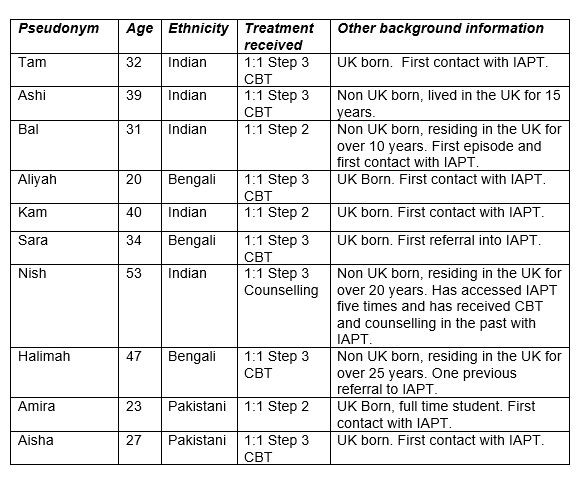 Pseudonym Age Ethnicity Treatment received Other background information
Tam 32 Indian 1:1 Step 3 CBT UK born.  First contact with IAPT.
Ashi 39 Indian 1:1 Step 3 CBT Non UK born, lived in the UK for 15 years.
Bal 31 Indian 1:1 Step 2 Non UK born, residing in the UK for over 10 years. First episode and first contact with IAPT.
Aliyah 20 Bengali 1:1 Step 3 CBT UK Born. First contact with IAPT.
Kam 40 Indian 1:1 Step 2 UK born. First contact with IAPT.
Sara 34 Bengali 1:1 Step 3 CBT UK born. First referral into IAPT.
Nish 53 Indian 1:1 Step 3 Counselling Non UK born, residing in the UK for over 20 years. Has accessed IAPT five times and has received CBT and counselling in the past with IAPT.
Halimah 47 Bengali 1:1 Step 3 CBT Non UK born, residing in the UK for over 25 years. One previous referral to IAPT.
Amira 23 Pakistani 1:1 Step 2 UK Born, full time student. First contact with IAPT.
Aisha 27 Pakistani 1:1 Step 3 CBT UK born. First contact with IAPT.